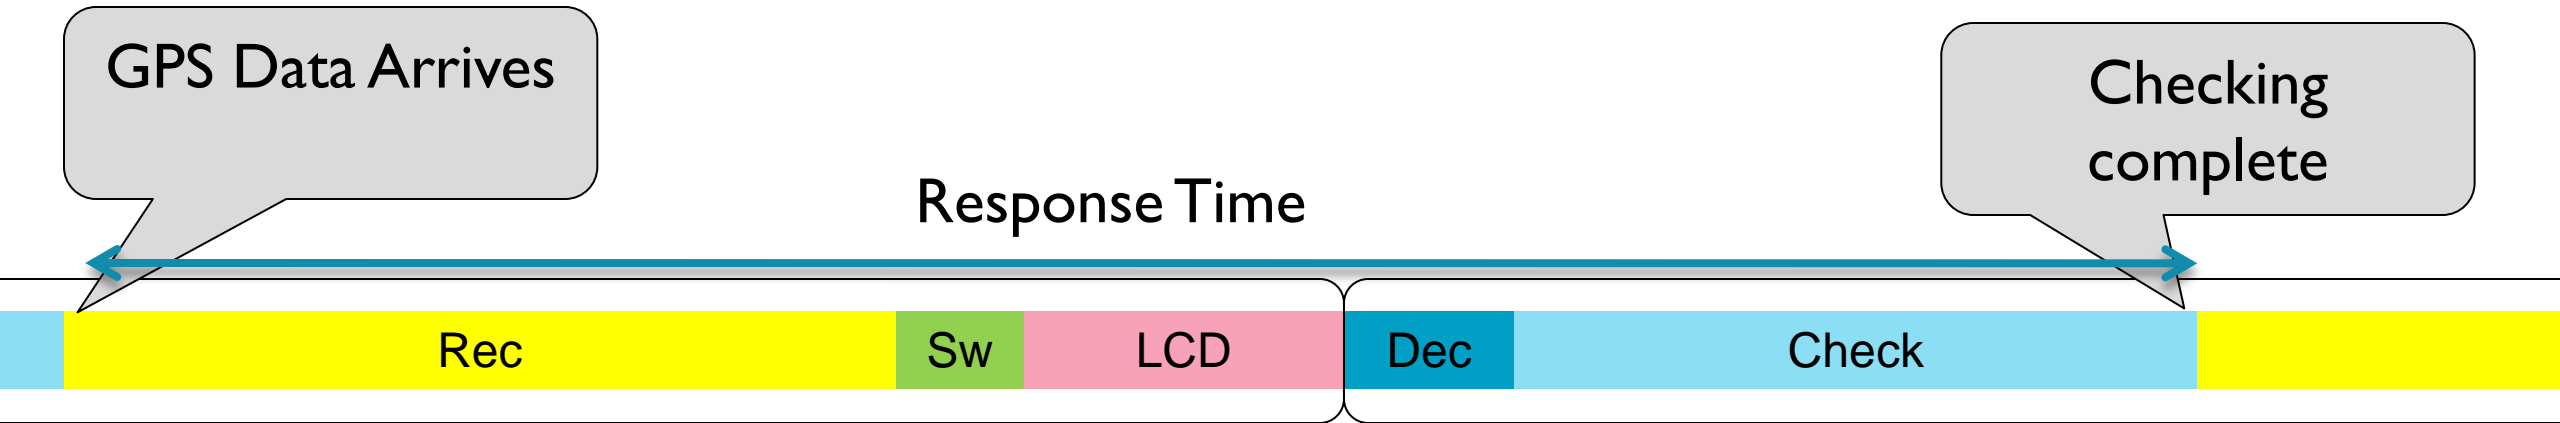 GPS Data Arrives
Checking
complete
Response Time
Rec
Sw
LCD
Dec
Check